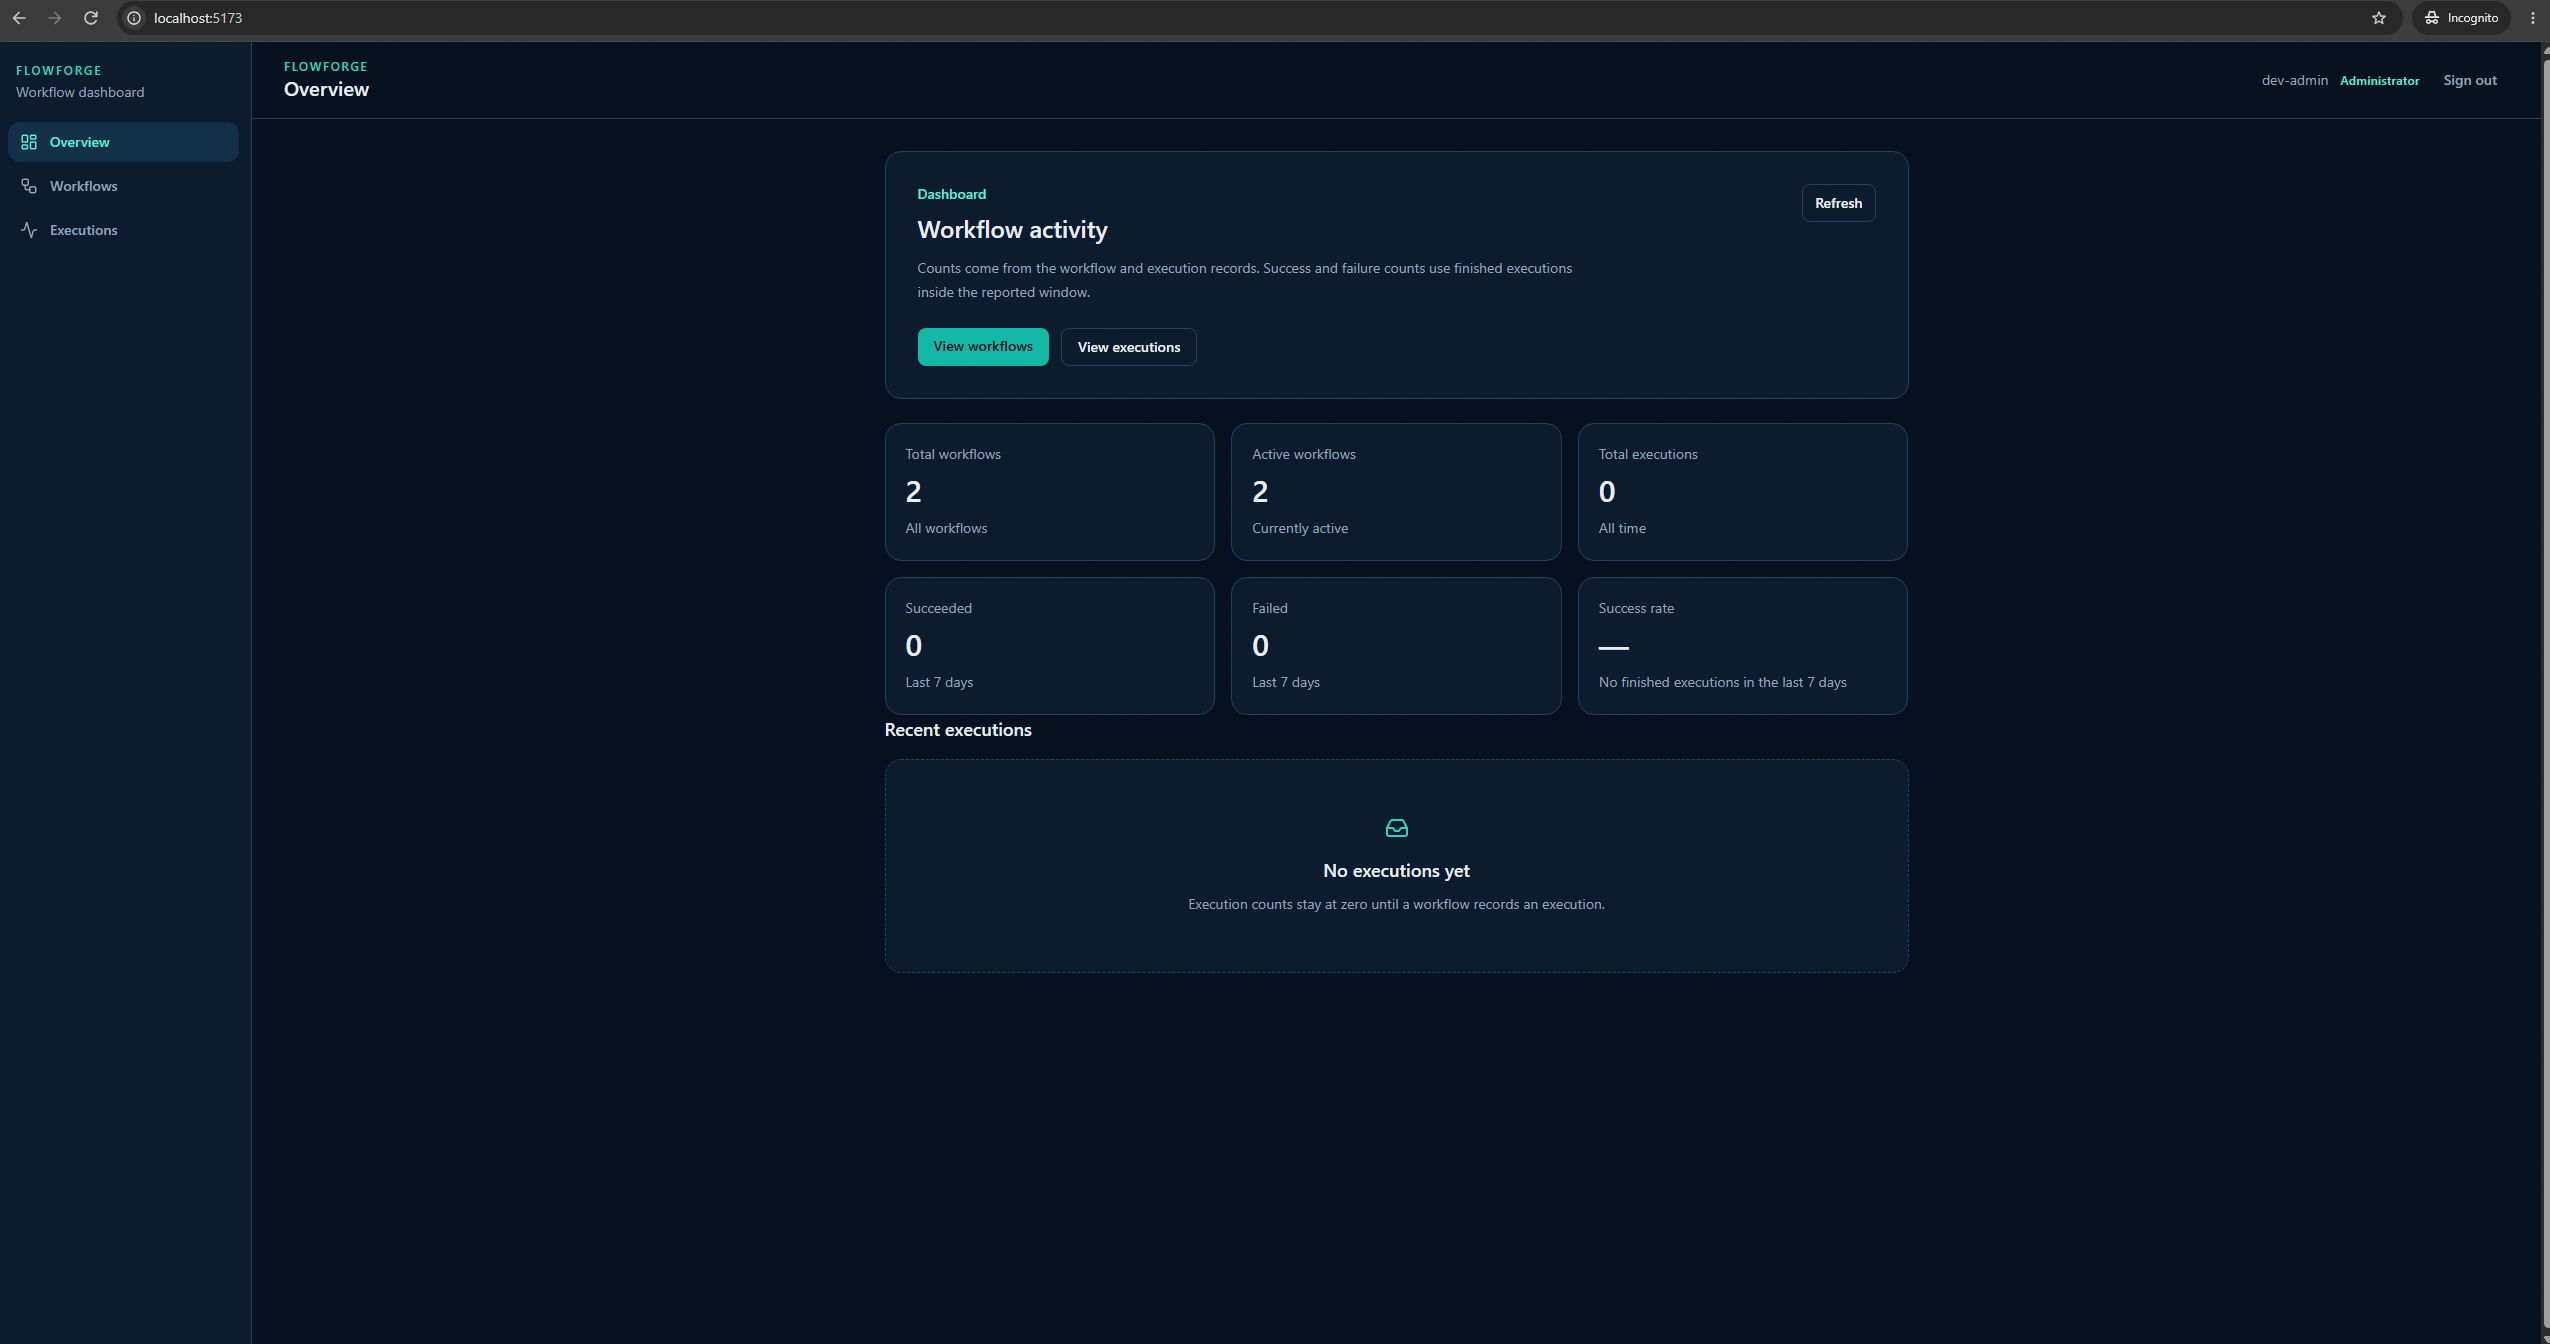 localhost:5173
Incognito
FLOWFORGE
Workflow dashboard
Overview
Workflows
Executions
FLOWFORGE
Overview
dev-admin Administrator Sign out
Dashboard
Refresh
Workflow activity
Counts come from the workflow and execution records. Success and failure counts use finished executions
inside the reported window.
View workflows View executions
Total workflows
2
All workflows
Active workflows
2
Currently active
Total executions
0
All time
Succeeded
0
Last 7 days
Failed
0
Last 7 days
Success rate
—
No finished executions in the last 7 days
Recent executions
No executions yet
Execution counts stay at zero until a workflow records an execution.